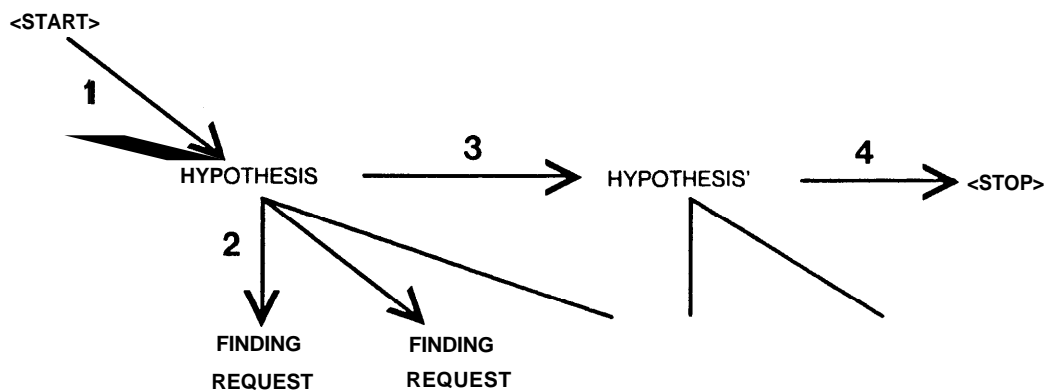 <START>
1
3
4
HYPOTHESIS
HYPOTHESIS'
<STOP>
2
FINDING
REQUEST
FINDING
REQUEST